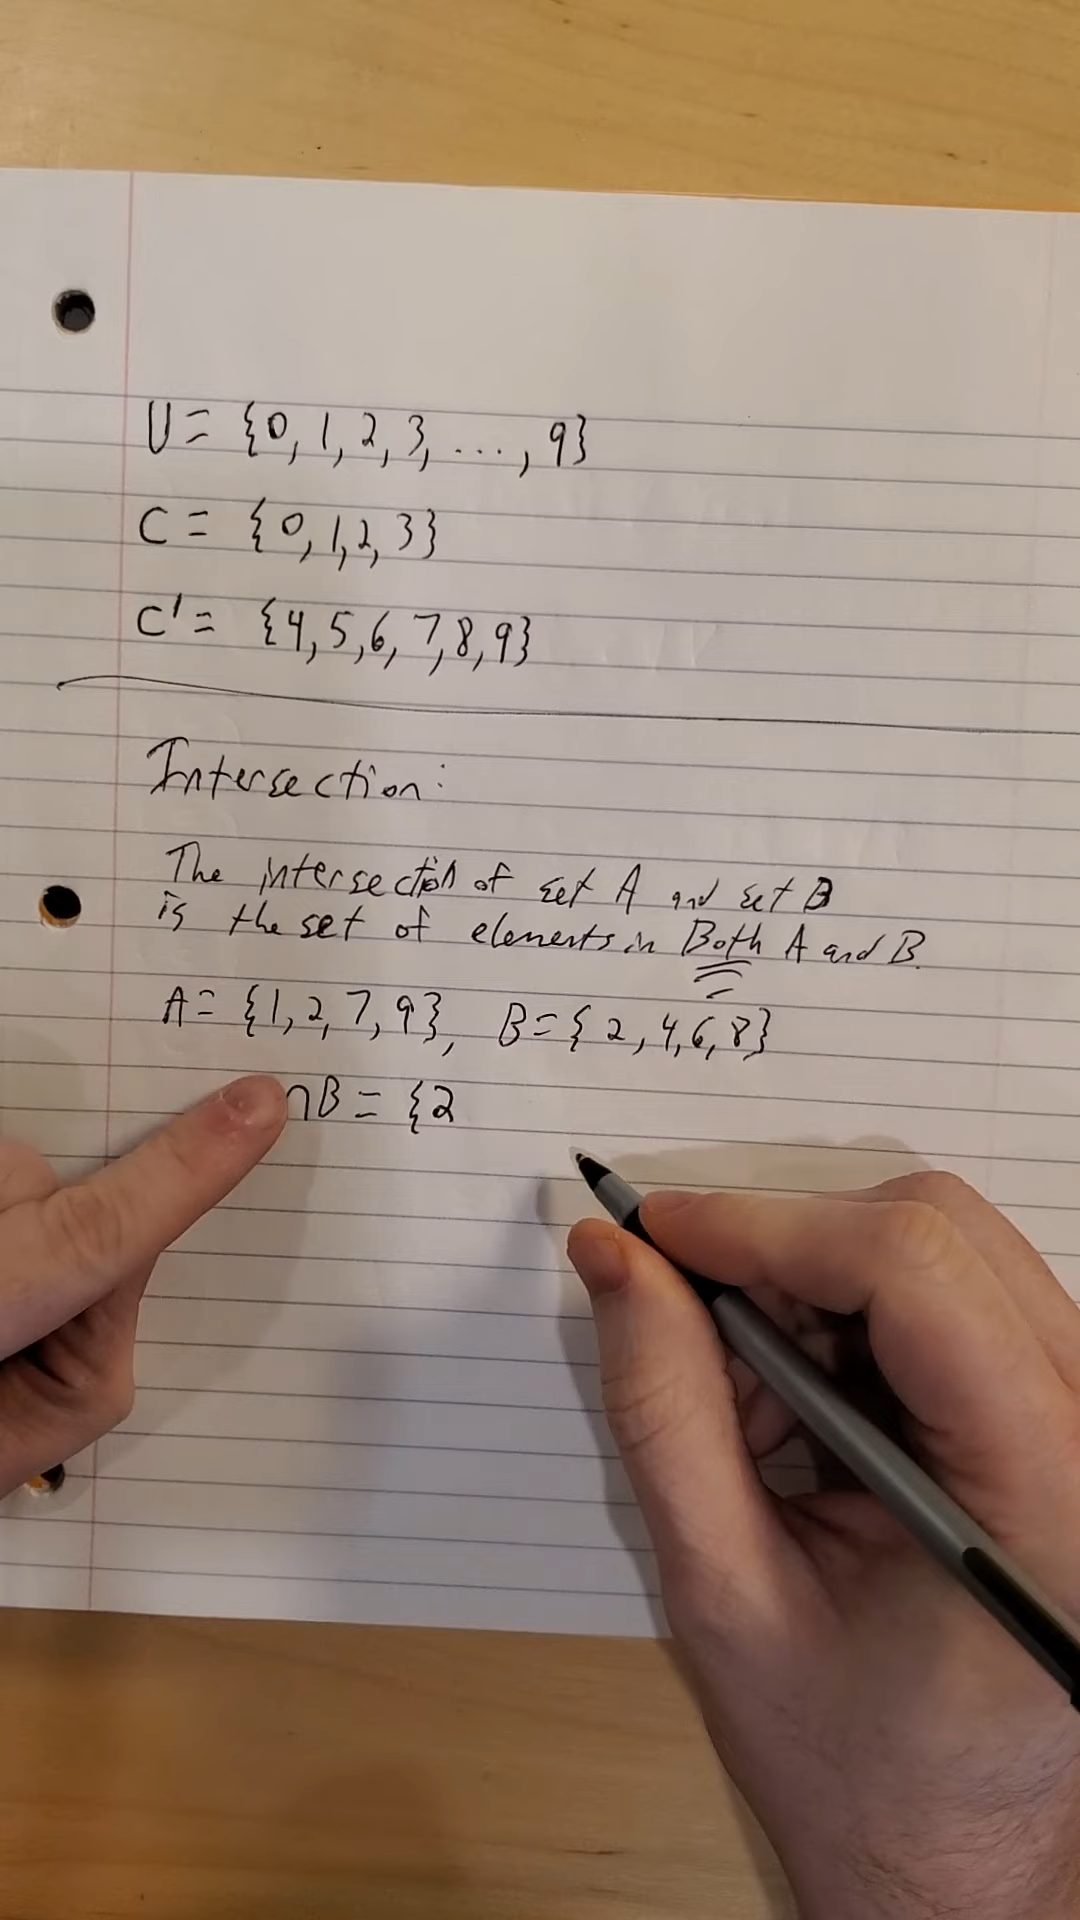 U = {0, 1, 2, 3, ..., 9}
C = {0, 1, 2, 3}
C' = {4, 5, 6, 7, 8, 9}
Intersection:
The intersection of set A and set B
is the set of elements in Both A and B.
A = {1, 2, 7, 9}, B = {2, 4, 6, 8}
∩B = {2